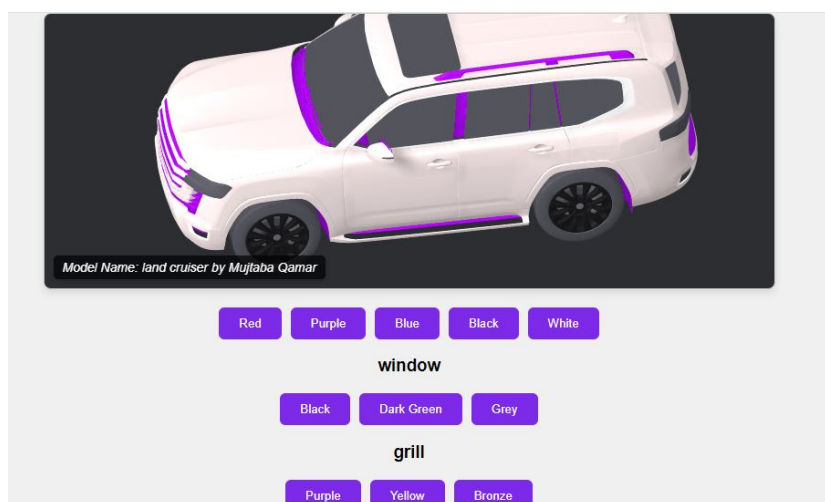 Model Name: land cruiser by Mujtaba Qamar
Red Purple Blue Black White
window
Black Dark Green Grey
grill
Purple Yellow Bronze